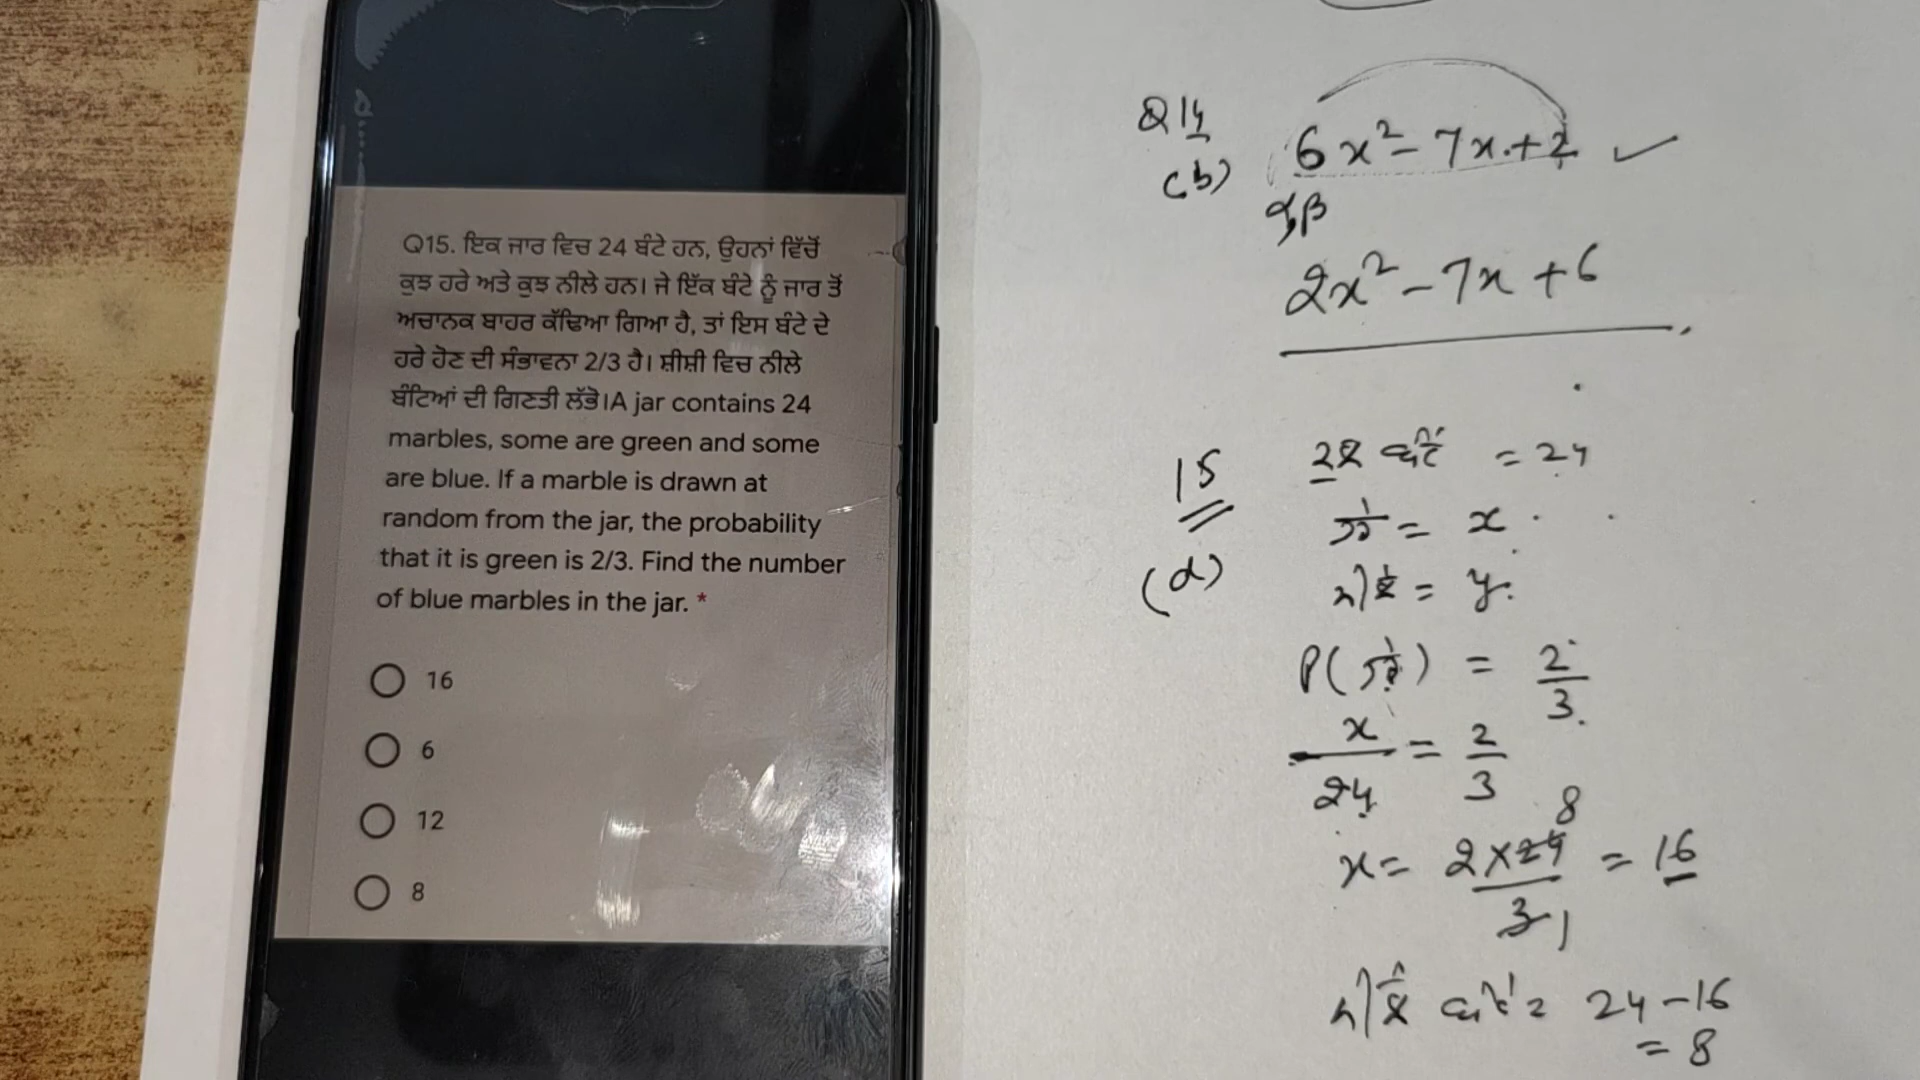 Q15. ਇਕ ਜਾਰ ਵਿਚ 24 ਬੰਟੇ ਹਨ, ਉਹਨਾਂ ਵਿੱਚੋਂ
ਕੁਝ ਹਰੇ ਅਤੇ ਕੁਝ ਨੀਲੇ ਹਨ। ਜੇ ਇੱਕ ਬੰਟੇ ਨੂੰ ਜਾਰ ਤੋਂ
ਅਚਾਨਕ ਬਾਹਰ ਕੱਢਿਆ ਗਿਆ ਹੈ, ਤਾਂ ਇਸ ਬੰਟੇ ਦੇ
ਹਰੇ ਹੋਣ ਦੀ ਸੰਭਾਵਨਾ 2/3 ਹੈ। ਸ਼ੀਸ਼ੀ ਵਿਚ ਨੀਲੇ
ਬੰਟਿਆਂ ਦੀ ਗਿਣਤੀ ਲੱਭੋ।A jar contains 24
marbles, some are green and some
are blue. If a marble is drawn at
random from the jar, the probability
that it is green is 2/3. Find the number
of blue marbles in the jar. *
16
6
12
8
Q14
(b) 6x² - 7x + 2 ✓
α, β
2x² - 7x + 6
15 = 24
ਹਰੇ = x
(d) ਨੀਲੇ = y
P(ਹਰੇ) = 2/3
x/24 = 2/3
x = 2×24/3 = 16
8
1
ਨੀਲੇ 24 - 16
= 8